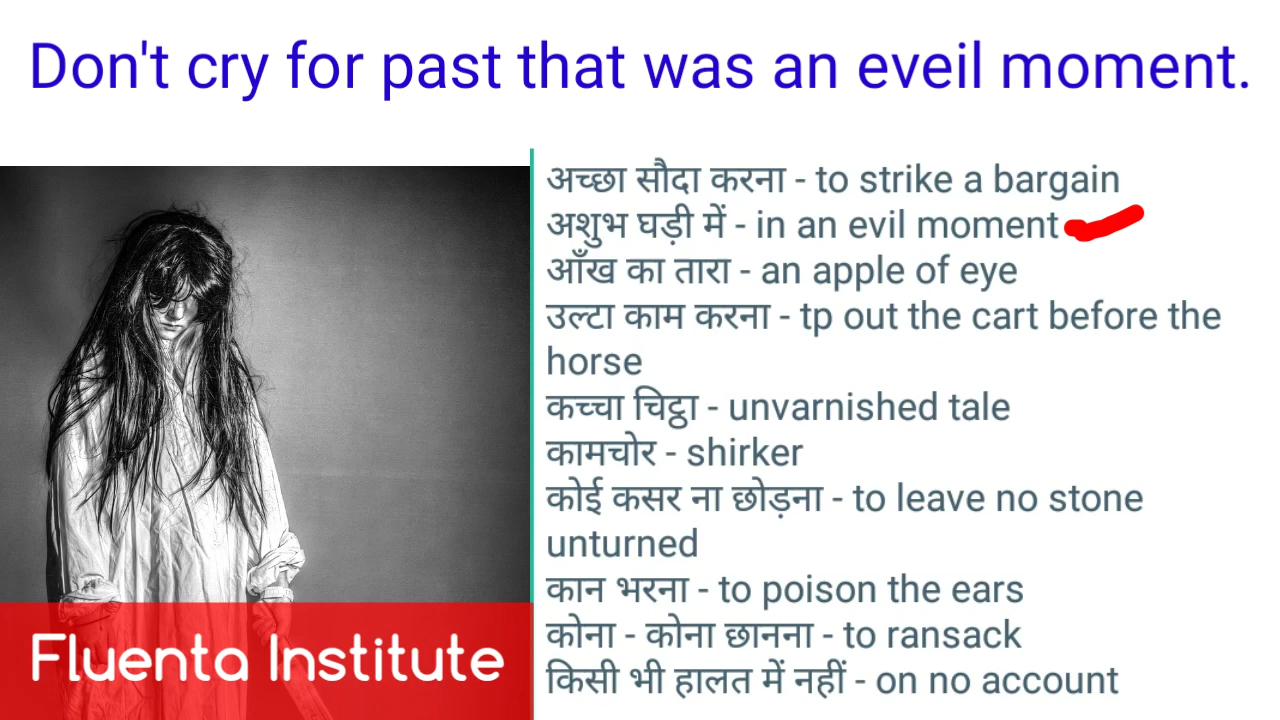 Don't cry for past that was an eveil moment.
अच्छा सौदा करना - to strike a bargain
अशुभ घड़ी में - in an evil moment
आँख का तारा - an apple of eye
उल्टा काम करना - tp out the cart before the
horse
कच्चा चिट्ठा - unvarnished tale
कामचोर - shirker
कोई कसर ना छोड़ना - to leave no stone
unturned
कान भरना - to poison the ears
कोना - कोना छानना - to ransack
किसी भी हालत में नहीं - on no account
Fluenta Institute